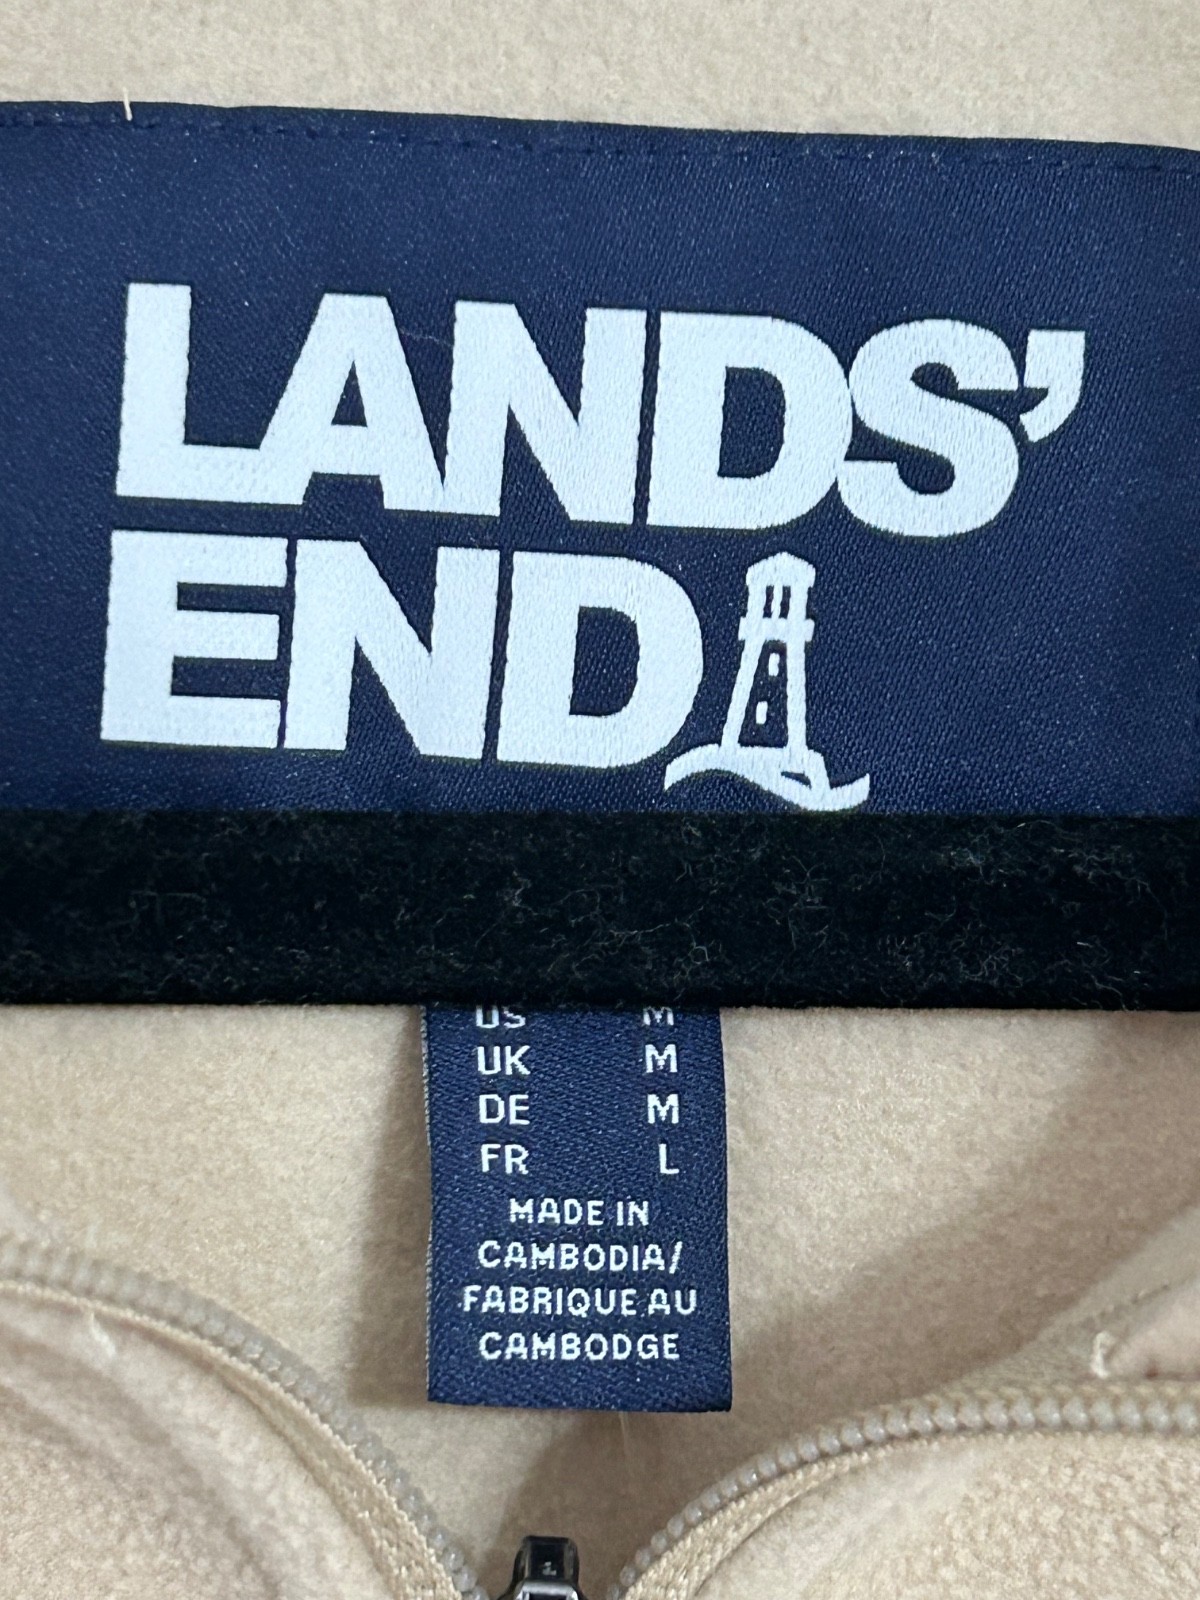 LANDS'
END
US M
UK M
DE M
FR L
MADE IN
CAMBODIA/
FABRIQUE AU
CAMBODGE